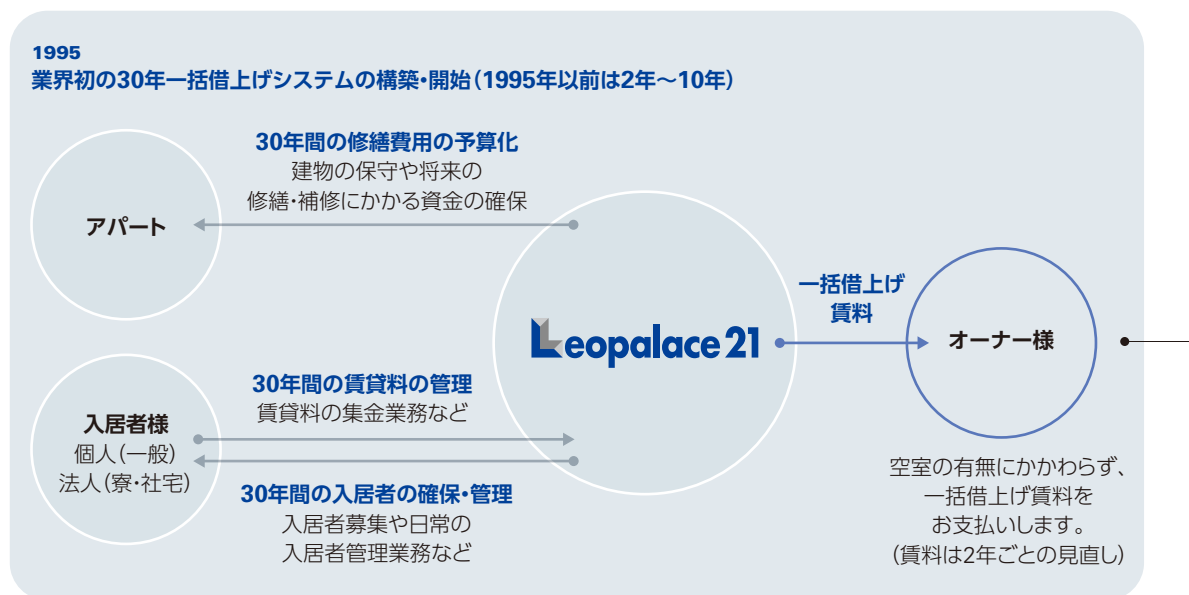 1995
業界初の30年一括借上げシステムの構築・開始（1995年以前は2年～10年）
30年間の修繕費用の予算化
建物の保守や将来の
修繕・補修にかかる資金の確保
アパート
一括借上げ
賃料
Leopalace 21
オーナー様
30年間の賃貸料の管理
賃貸料の集金業務など
入居者様
個人（一般）
法人（寮・社宅）
30年間の入居者の確保・管理
入居者募集や日常の
入居者管理業務など
空室の有無にかかわらず、
一括借上げ賃料を
お支払いします。
（賃料は2年ごとの見直し）